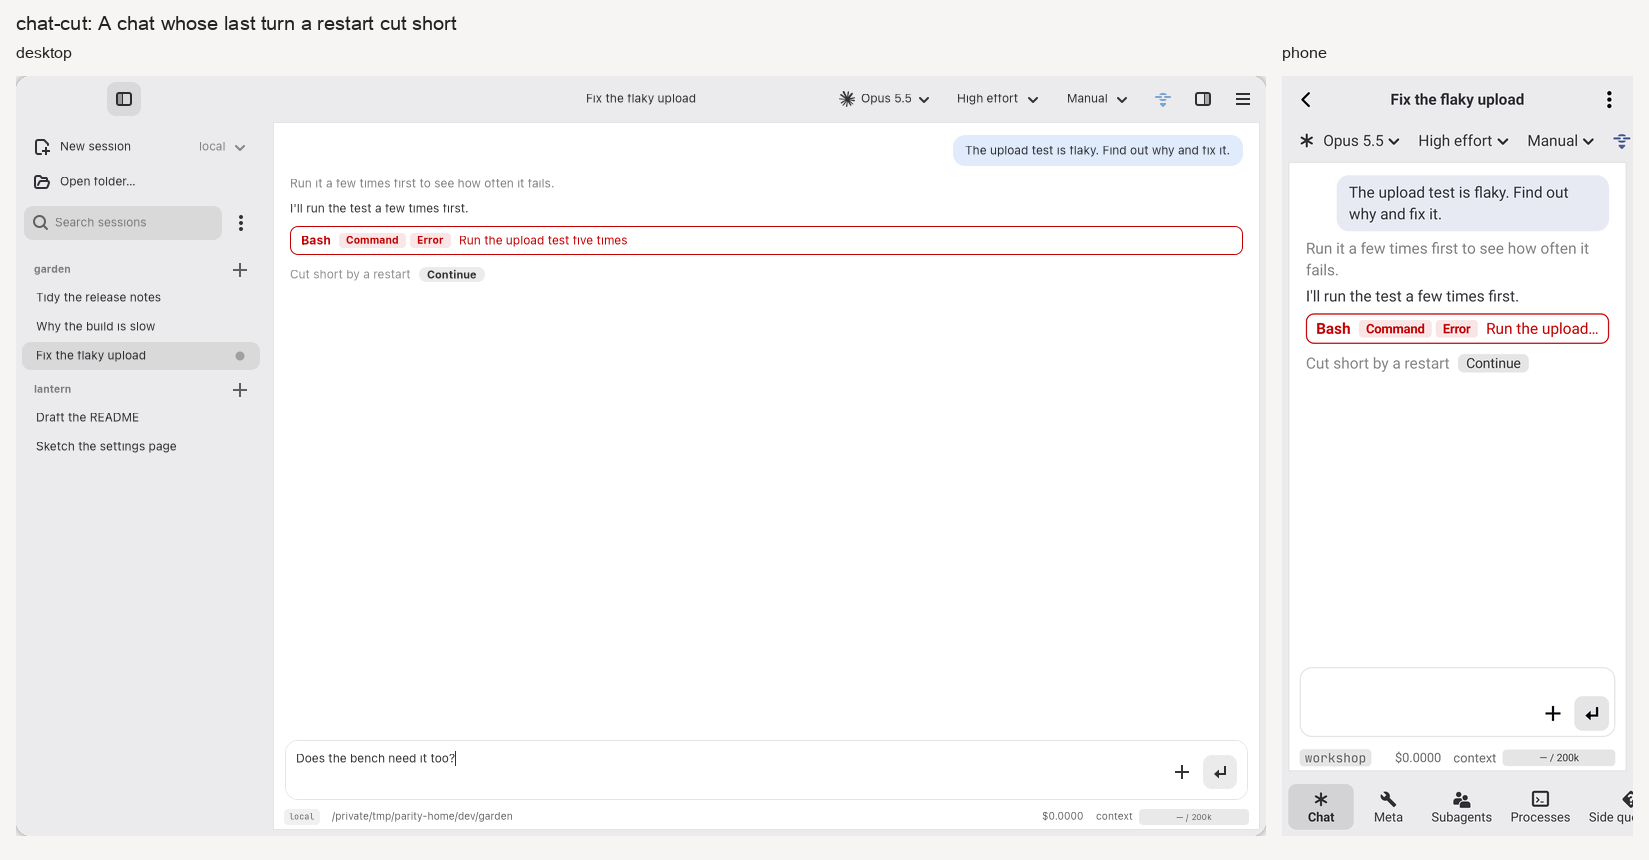 chat-cut: A chat whose last turn a restart cut short
desktop
phone
Fix the flaky upload
Opus 5.5
High effort
Manual
New session
local
Open folder...
Search sessions
garden
Tidy the release notes
Why the build is slow
Fix the flaky upload
lantern
Draft the README
Sketch the settings page
The upload test is flaky. Find out why and fix it.
Run it a few times first to see how often it fails.
I'll run the test a few times first.
Bash Command Error Run the upload test five times
Cut short by a restart Continue
Does the bench need it too?
local /private/tmp/parity-home/dev/garden
$0.0000 context – / 200k
Fix the flaky upload
Opus 5.5 High effort Manual
The upload test is flaky. Find out
why and fix it.
Run it a few times first to see how often it
fails.
I'll run the test a few times first.
Bash Command Error Run the upload...
Cut short by a restart Continue
workshop $0.0000 context – / 200k
Chat Meta Subagents Processes Side qu